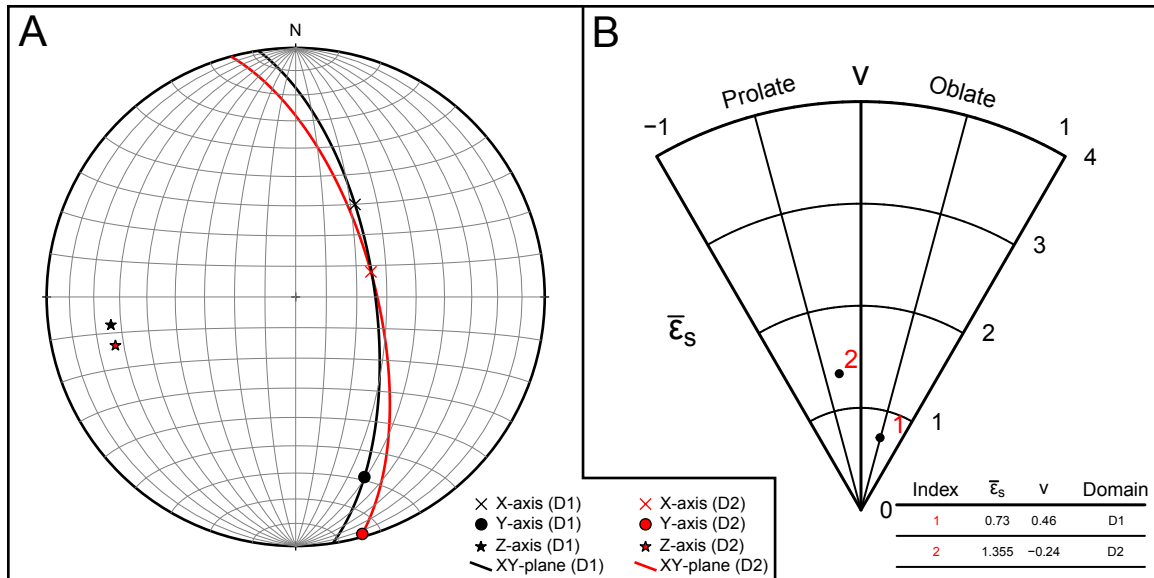 A
N
X-axis (D1)
Y-axis (D1)
Z-axis (D1)
XY-plane (D1)
X-axis (D2)
Y-axis (D2)
Z-axis (D2)
XY-plane (D2)
B
ν
Prolate
Oblate
−1
1
4
3
2
1
0
ε̅s
2
1
Index ε̅s ν Domain
1 0.73 0.46 D1
2 1.355 −0.24 D2